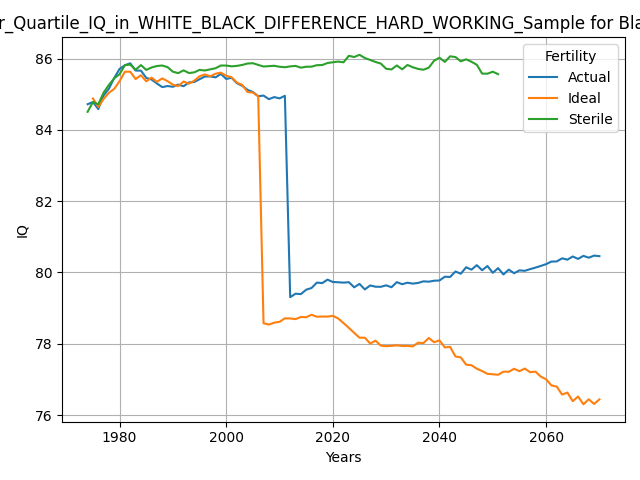 r_Quartile_IQ_in_WHITE_BLACK_DIFFERENCE_HARD_WORKING_Sample for Bla
Fertility
Actual
Ideal
Sterile
86
84
82
80
78
76
IQ
1980
2000
2020
2040
2060
Years